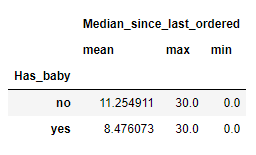 Median_since_last_ordered
mean max min
Has_baby
no 11.254911 30.0 0.0
yes 8.476073 30.0 0.0